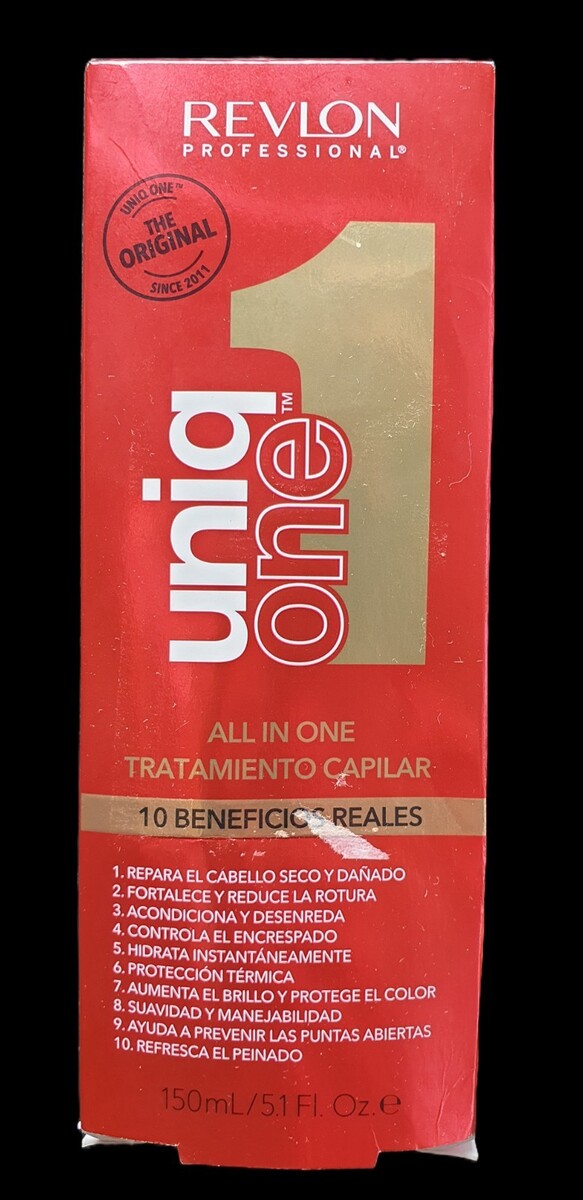 REVLON
PROFESSIONAL®
UNiQ ONE™
THE
ORiGiNAL
SINCE 2011
1
uniq
one™
ALL IN ONE
TRATAMIENTO CAPILAR
10 BENEFICIOS REALES
1. REPARA EL CABELLO SECO Y DAÑADO
2. FORTALECE Y REDUCE LA ROTURA
3. ACONDICIONA Y DESENREDA
4. CONTROLA EL ENCRESPADO
5. HIDRATA INSTANTÁNEAMENTE
6. PROTECCIÓN TÉRMICA
7. AUMENTA EL BRILLO Y PROTEGE EL COLOR
8. SUAVIDAD Y MANEJABILIDAD
9. AYUDA A PREVENIR LAS PUNTAS ABIERTAS
10. REFRESCA EL PEINADO
150mL/5.1 Fl. Oz.℮